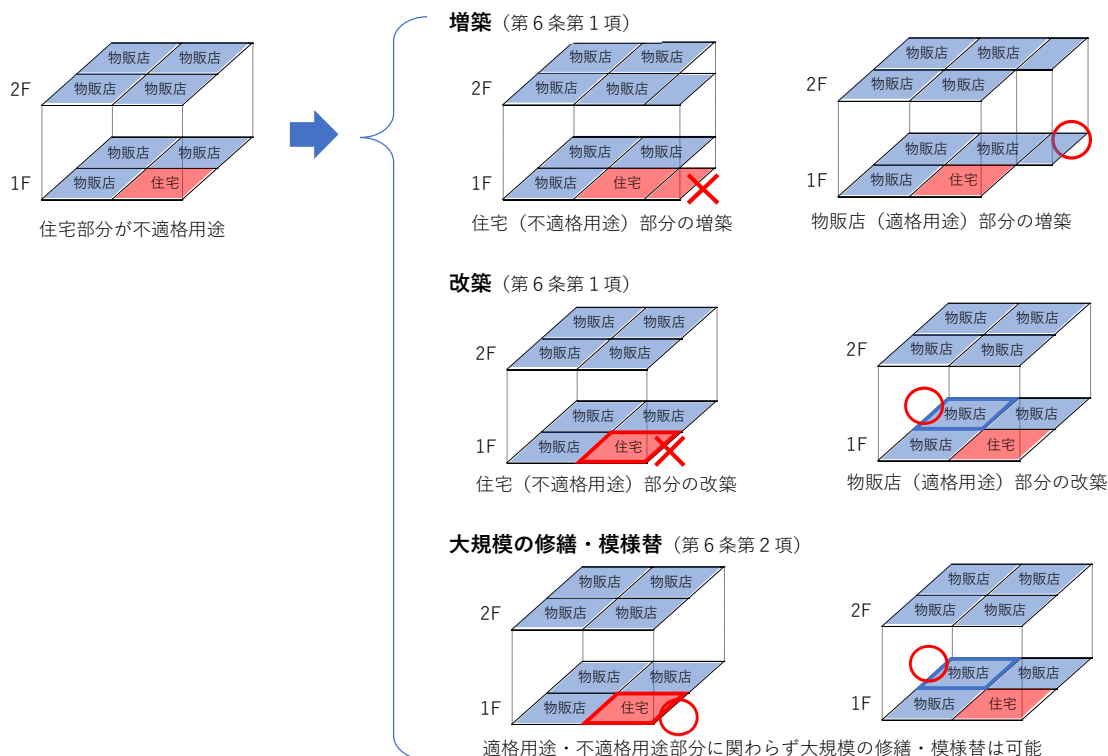 物販店 物販店
2F 物販店 物販店
物販店 物販店
1F 物販店 住宅
住宅部分が不適格用途
増築（第６条第１項）
物販店 物販店
2F 物販店 物販店
物販店 物販店
1F 物販店 住宅
住宅（不適格用途）部分の増築
物販店 物販店
2F 物販店 物販店
物販店 物販店
1F 物販店 住宅
物販店（適格用途）部分の増築
改築（第６条第１項）
物販店 物販店
2F 物販店 物販店
物販店 物販店
1F 物販店 住宅
住宅（不適格用途）部分の改築
物販店 物販店
2F 物販店 物販店
物販店 物販店
1F 物販店 住宅
物販店（適格用途）部分の改築
大規模の修繕・模様替（第６条第２項）
物販店 物販店
2F 物販店 物販店
物販店 物販店
1F 物販店 住宅
物販店 物販店
2F 物販店 物販店
物販店 物販店
1F 物販店 住宅
適格用途・不適格用途部分に関わらず大規模の修繕・模様替は可能